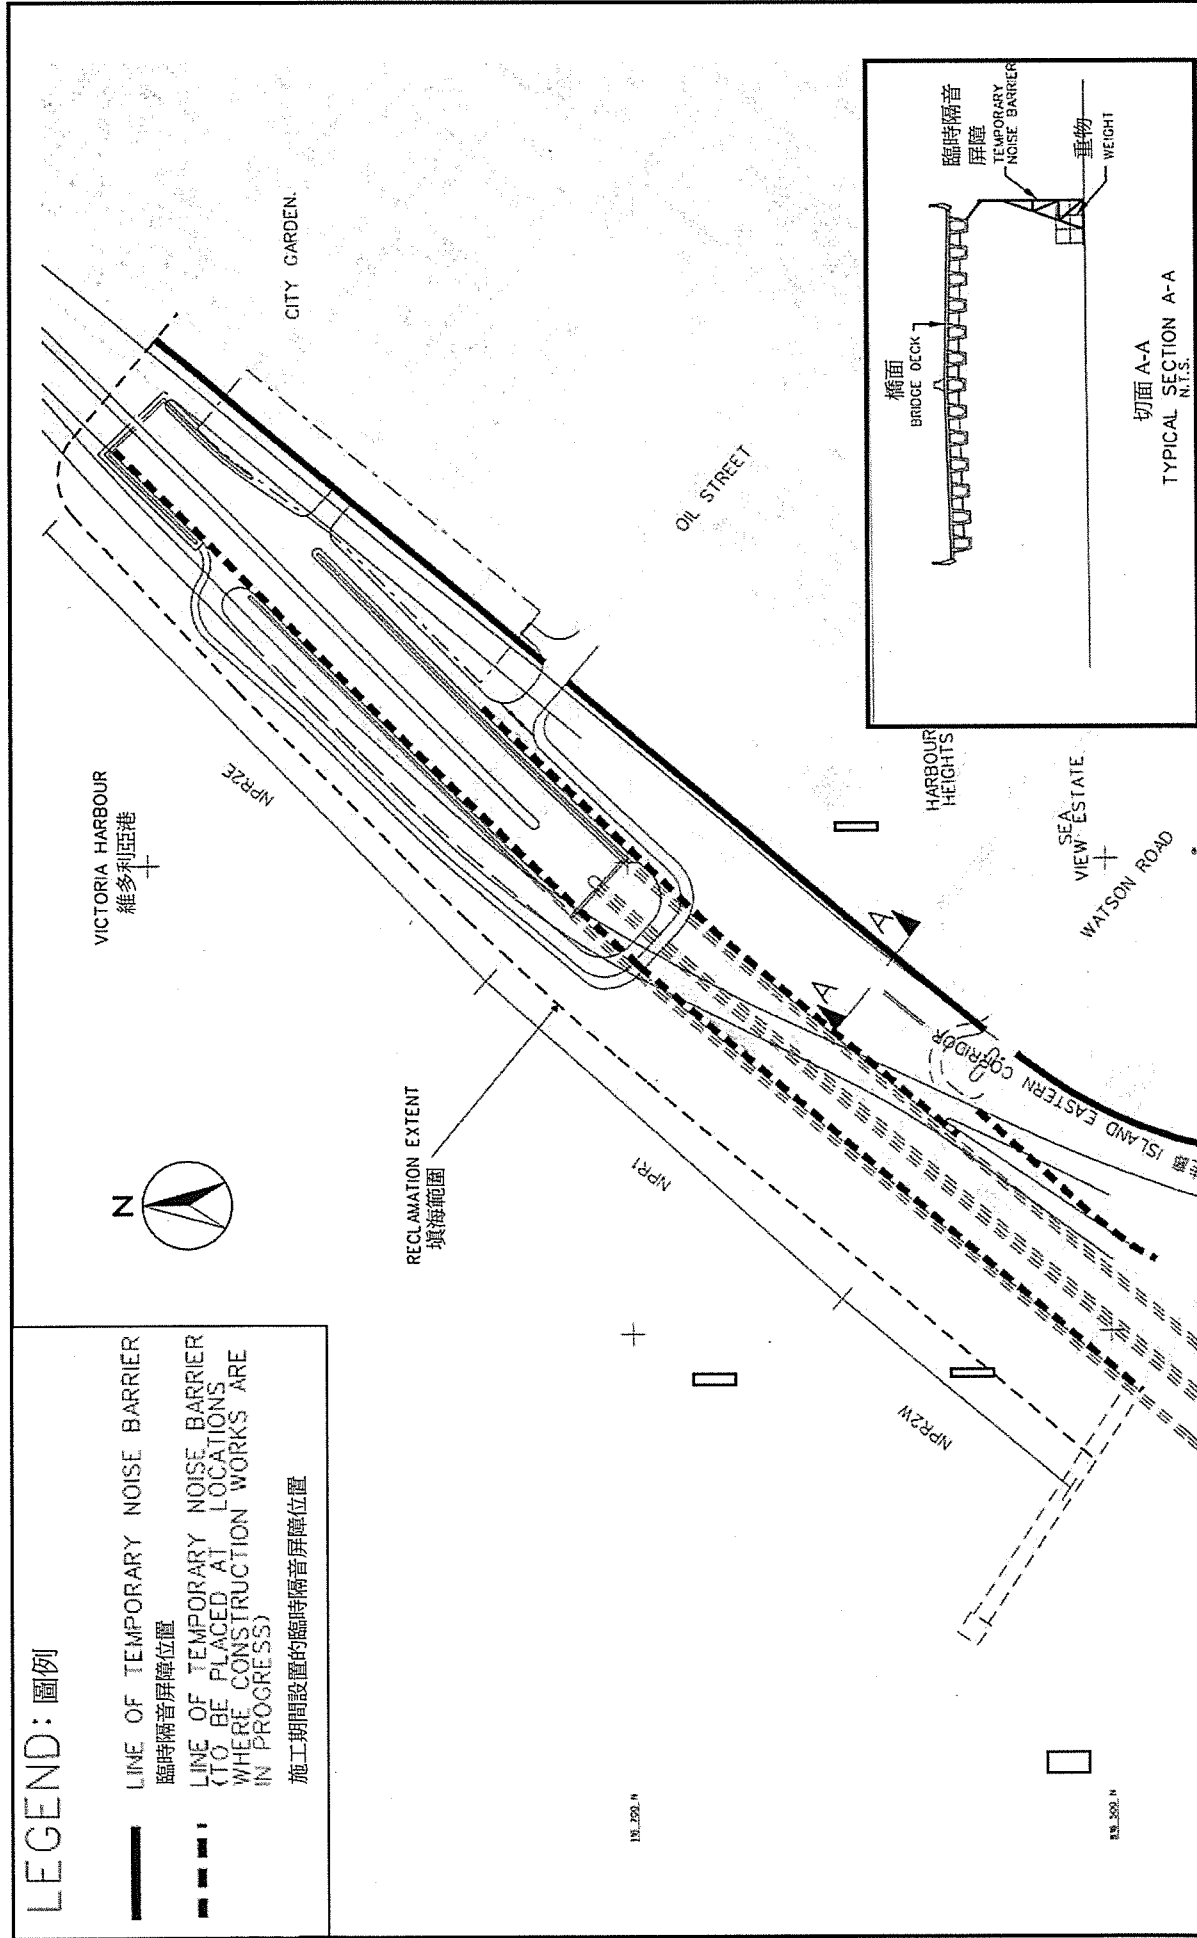 LEGEND: 圖例
LINE OF TEMPORARY NOISE BARRIER
臨時隔音屏障位置
LINE OF TEMPORARY NOISE BARRIER
(TO BE PLACED AT LOCATIONS
WHERE CONSTRUCTION WORKS ARE
IN PROGRESS)
施工期間設置的臨時隔音屏障位置
N
VICTORIA HARBOUR
維多利亞港
RECLAMATION EXTENT
填海範圍
NPR2E
NPR1
NPR2W
CITY GARDEN.
OIL STREET
HARBOUR
HEIGHTS
SEA
VIEW ESTATE
WATSON ROAD
A
A
ISLAND EASTERN CORRIDOR
橋面
BRIDGE DECK
臨時隔音
屏障
TEMPORARY
NOISE BARRIER
重物
WEIGHT
切面 A-A
TYPICAL SECTION A-A
N.T.S.